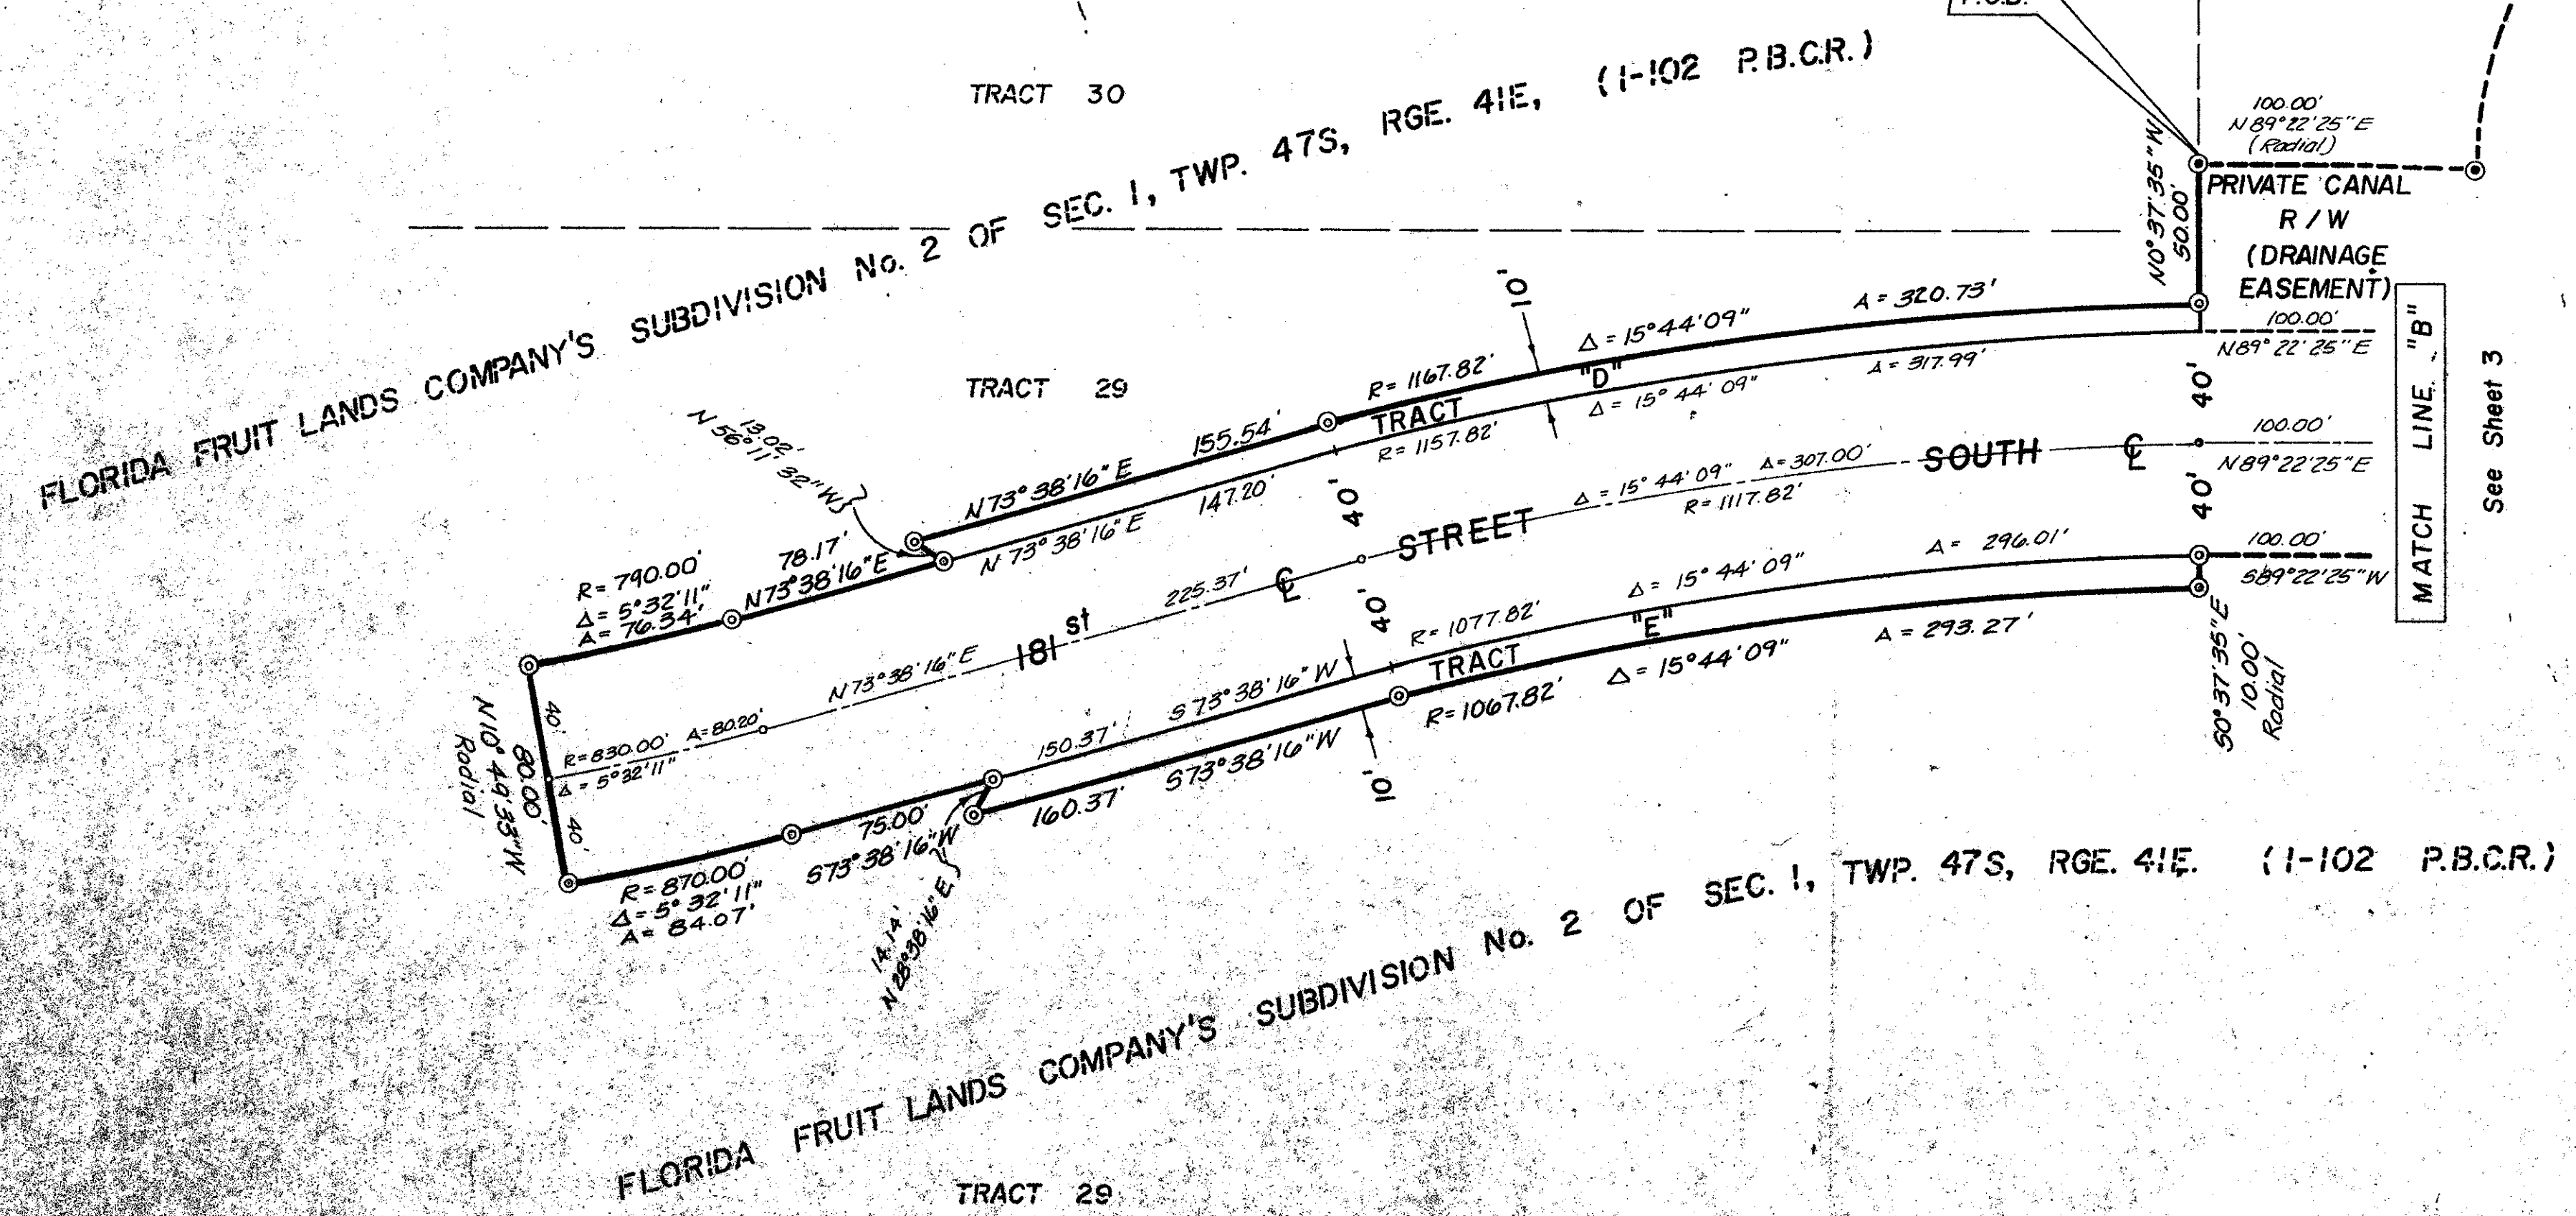 P.O.B.
TRACT 30
FLORIDA FRUIT LANDS COMPANY'S SUBDIVISION No. 2 OF SEC. 1, TWP. 47S, RGE. 41E, (1-102 P.B.C.R.)
100.00'
N89°22'25"E
(Radial)
N0°37'35"W
50.00'
PRIVATE CANAL
R/W
(DRAINAGE
EASEMENT)
100.00'
N89°22'25"E
MATCH LINE "B"
See Sheet 3
10'
R= 1167.82'
Δ= 15°44'09"
A= 320.73'
TRACT "D"
R= 1157.82'
Δ= 15°44'09"
A= 317.99'
TRACT 29
13.02'
N 56°11'32"W
N73°38'16"E
155.54'
N 73°38'16"E
147.20'
40'
40'
100.00'
N89°22'25"E
R= 790.00'
Δ= 5°32'11"
A= 76.34'
78.17'
N73°38'16"E
181st STREET SOUTH
N73°38'16"E
225.37'
℄
Δ= 15°44'09"
Δ=307.00'
R= 1117.82'
℄
40'
40'
100.00'
S89°22'25"W
R= 1077.82'
Δ= 15°44'09"
A= 296.01'
TRACT "E"
R=1067.82'
Δ= 15°44'09"
A= 293.27'
S0°37'35"E
10.00'
Radial
40'
40'
80.00'
N10°49'33"W
Radial
R=830.00'
A=80.20'
Δ= 5°32'11"
150.37'
S73°38'16"W
160.37'
S73°38'16"W
10'
75.00'
S73°38'16"W
14.14'
N28°38'16"E
R= 870.00'
Δ= 5°32'11"
A= 84.07'
FLORIDA FRUIT LANDS COMPANY'S SUBDIVISION No. 2 OF SEC. 1, TWP. 47S, RGE. 41E. (1-102 P.B.C.R.)
TRACT 29